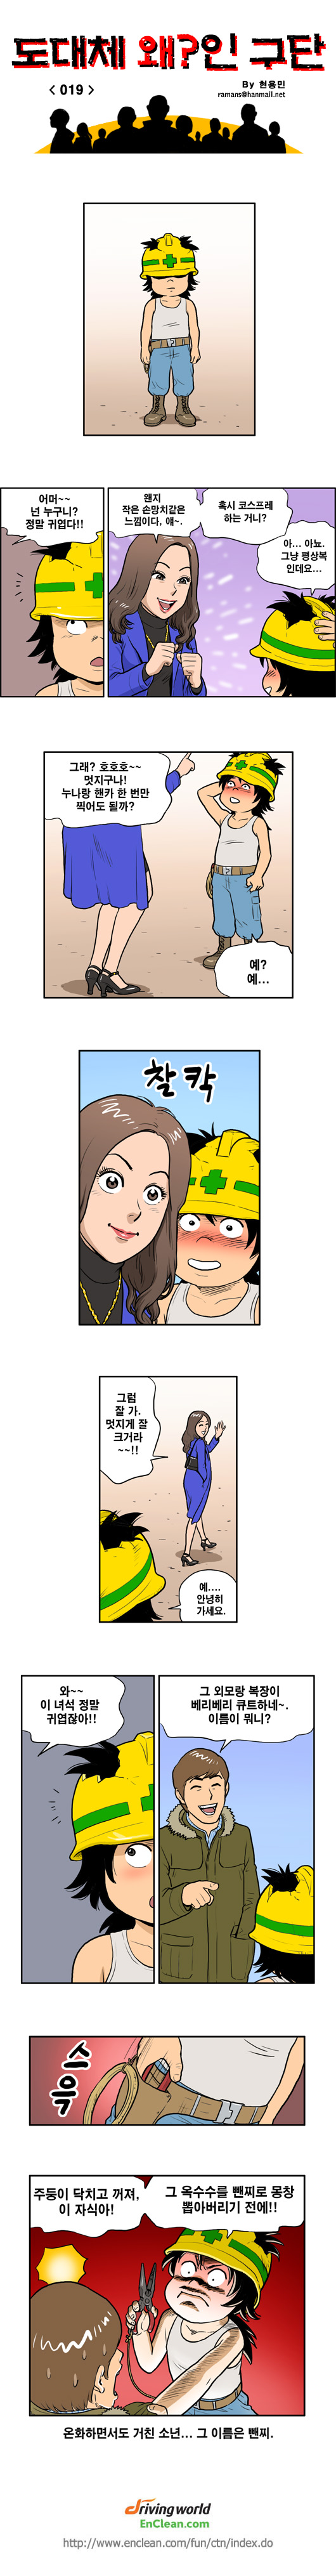 도대체 왜?인 구단
< 019 >
By 현용민
ramans@hanmail.net
어머~~
넌 누구니?
정말 귀엽다!!
왠지
작은 손망치같은
느낌이다, 얘~.
혹시 코스프레
하는 거니?
아... 아뇨.
그냥 평상복
인데요...
그래? 호호호~~
멋지구나!
누나랑 핸카 한 번만
찍어도 될까?
예?
예...
찰칵
그럼
잘 가.
멋지게 잘
크거라
~~!!
예....
안녕히
가세요.
와~~
이 녀석 정말
귀엽잖아!!
그 외모랑 복장이
베리베리 큐트하네~.
이름이 뭐니?
스윽
주둥이 닥치고 꺼져,
이 자식아!
그 옥수수를 뺀찌로 몽창
뽑아버리기 전에!!
온화하면서도 거친 소년... 그 이름은 뺀찌.
driving world
EnClean.com
http://www.enclean.com/fun/ctn/index.do